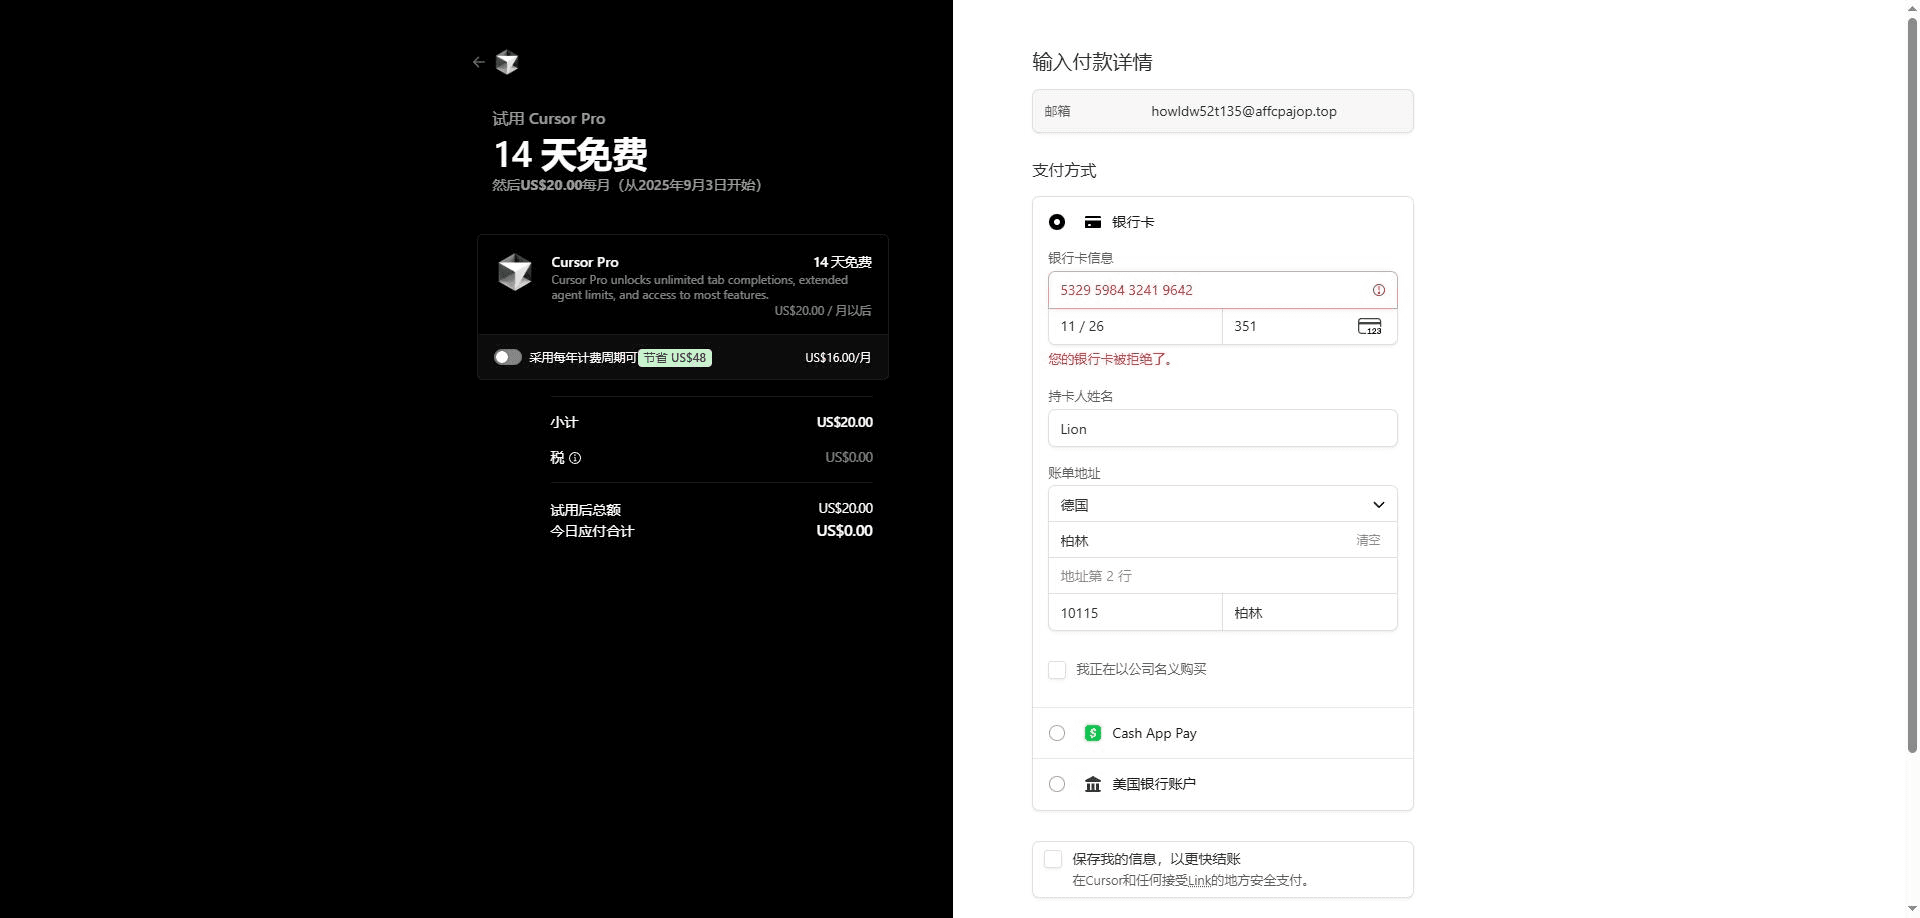 试用 Cursor Pro
14 天免费
然后US$20.00每月（从2025年9月3日开始）
Cursor Pro
14 天免费
Cursor Pro unlocks unlimited tab completions, extended
agent limits, and access to most features.
US$20.00 / 月以后
采用每年计费周期可 节省 US$48
US$16.00/月
小计
US$20.00
税
US$0.00
试用后总额
US$20.00
今日应付合计
US$0.00
输入付款详情
邮箱
howldw52t135@affcpajop.top
支付方式
银行卡
银行卡信息
5329 5984 3241 9642
11 / 26
351
123
您的银行卡被拒绝了。
持卡人姓名
Lion
账单地址
德国
柏林
清空
地址第 2 行
10115
柏林
我正在以公司名义购买
$ Cash App Pay
美国银行账户
保存我的信息，以更快结账
在Cursor和任何接受Link的地方安全支付。